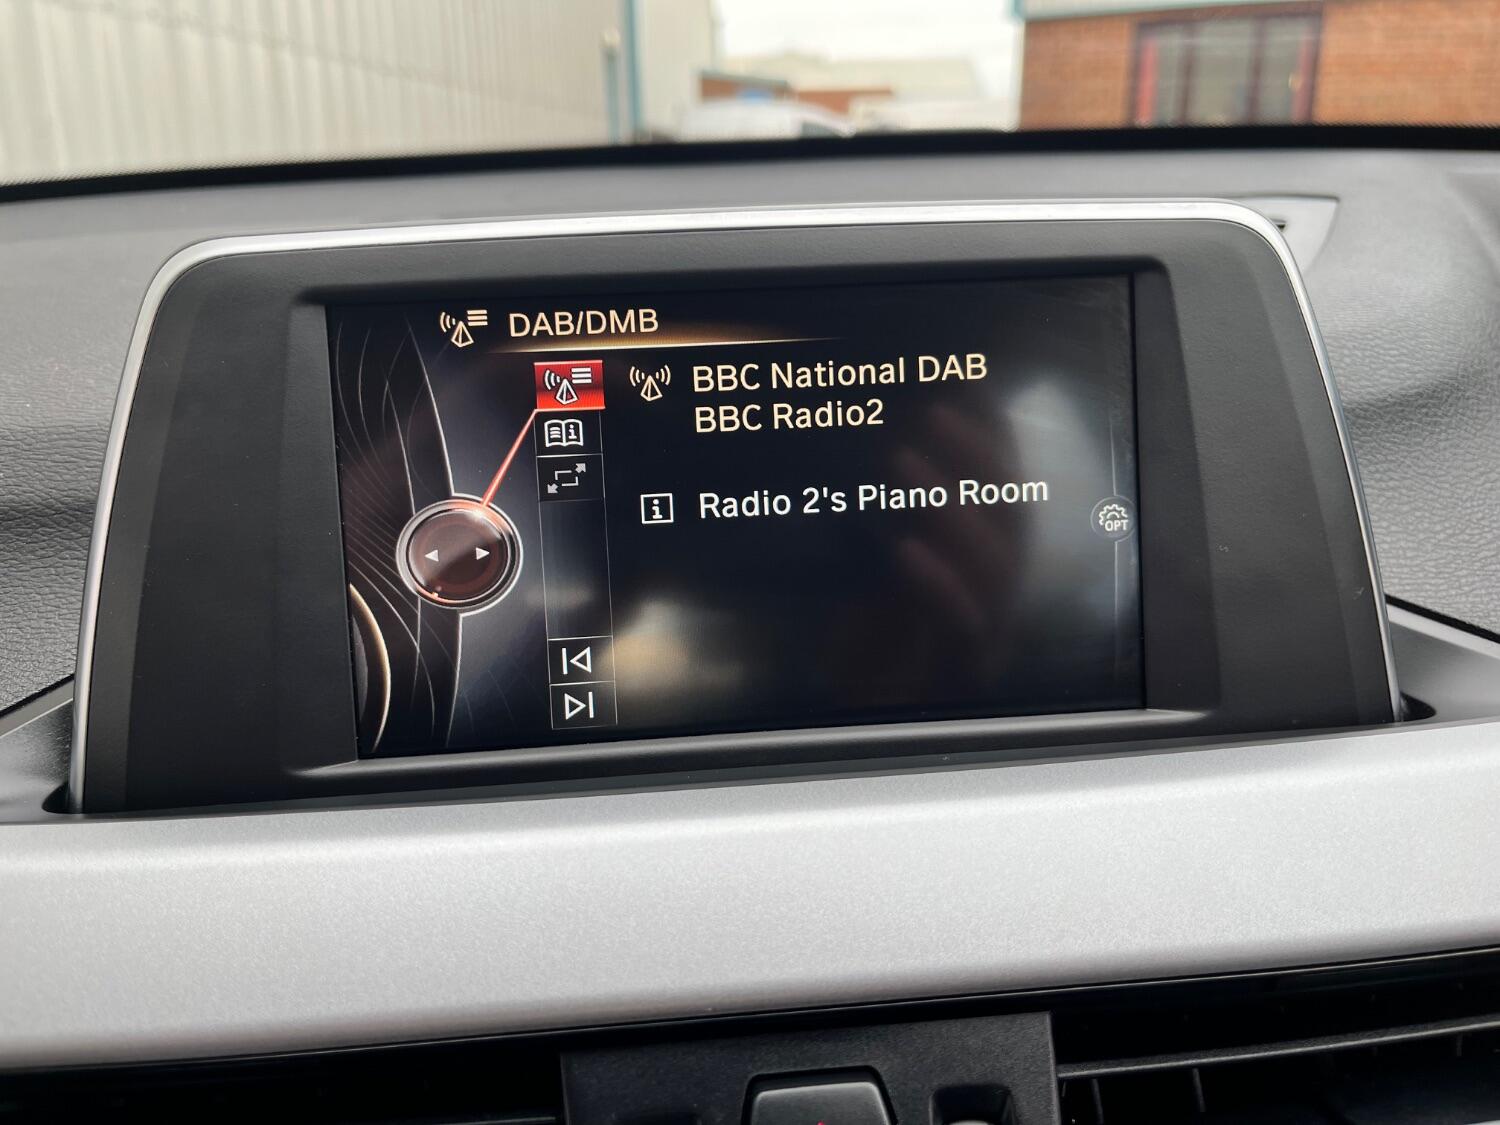 DAB/DMB
BBC National DAB
BBC Radio2
Radio 2's Piano Room
OPT